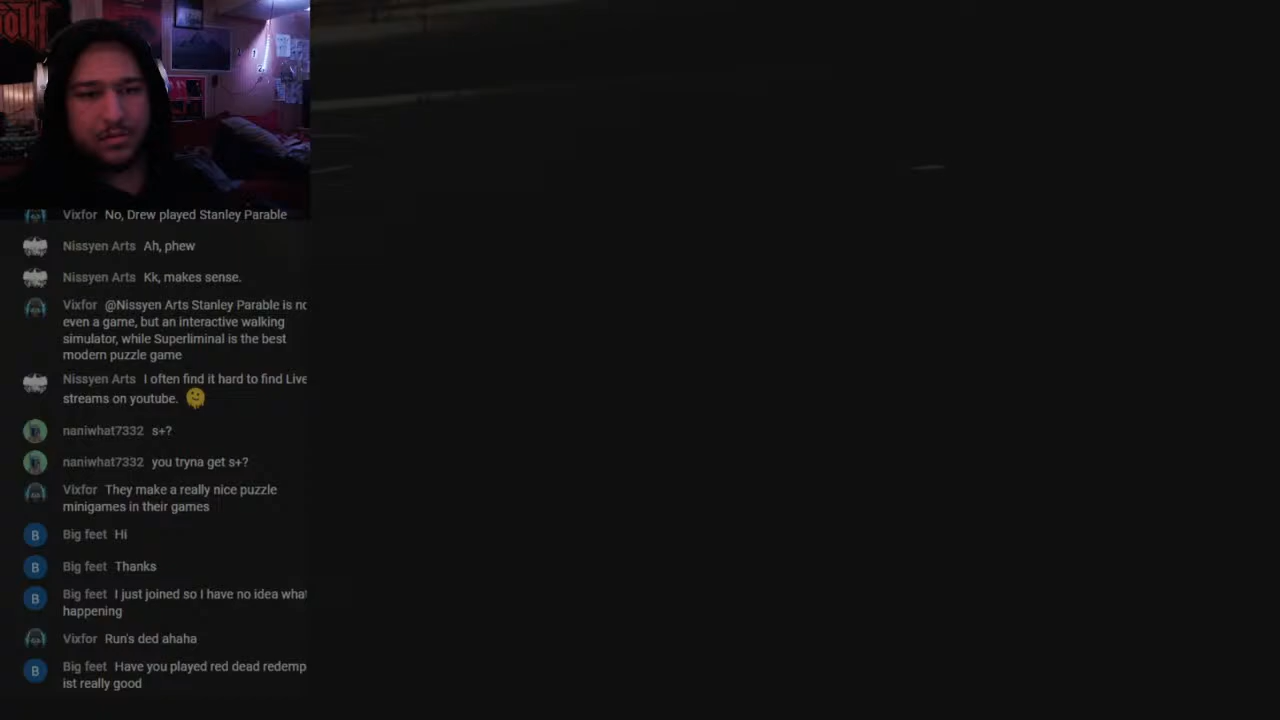 OTH
Vixfor No, Drew played Stanley Parable
Nissyen Arts Ah, phew
Nissyen Arts Kk, makes sense.
Vixfor @Nissyen Arts Stanley Parable is no
even a game, but an interactive walking
simulator, while Superliminal is the best
modern puzzle game
Nissyen Arts I often find it hard to find Live
streams on youtube.
naniwhat7332 s+?
naniwhat7332 you tryna get s+?
Vixfor They make a really nice puzzle
minigames in their games
B Big feet Hi
B Big feet Thanks
B Big feet I just joined so I have no idea what
happening
Vixfor Run's ded ahaha
B Big feet Have you played red dead redemp
ist really good